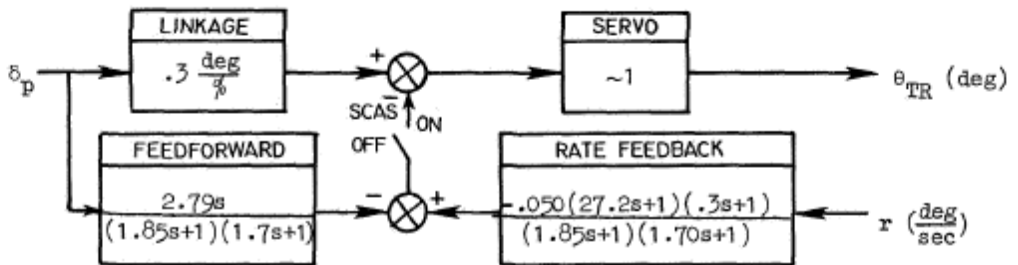 LINKAGE
.3 deg/%
SERVO
~1
δp
θTR (deg)
+
-
SCAS
ON
OFF
FEEDFORWARD
2.79s
(1.85s+1)(1.7s+1)
-
+
RATE FEEDBACK
-.050(27.2s+1)(.3s+1)
(1.85s+1)(1.70s+1)
r (deg/sec)